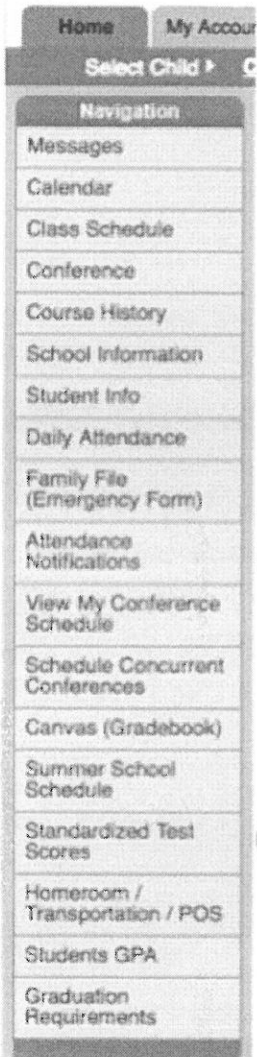 Home My Accour
Select Child ▸
Navigation
Messages
Calendar
Class Schedule
Conference
Course History
School Information
Student Info
Daily Attendance
Family File
(Emergency Form)
Attendance
Notifications
View My Conference
Schedule
Schedule Concurrent
Conferences
Canvas (Gradebook)
Summer School
Schedule
Standardized Test
Scores
Homeroom /
Transportation / POS
Students GPA
Graduation
Requirements